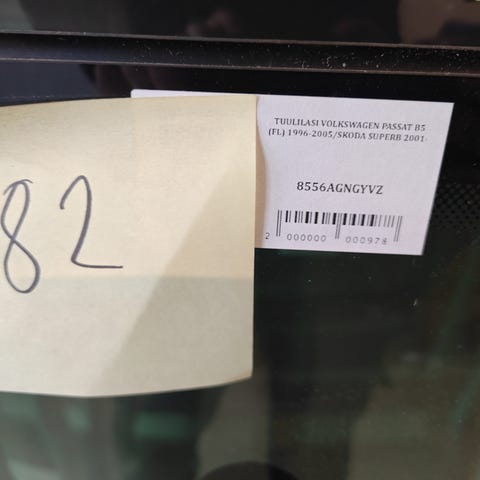 TUULILASI VOLKSWAGEN PASSAT B5
(FL) 1996-2005/SKODA SUPERB 2001-
8556AGNGYVZ
2 000000 000978
82